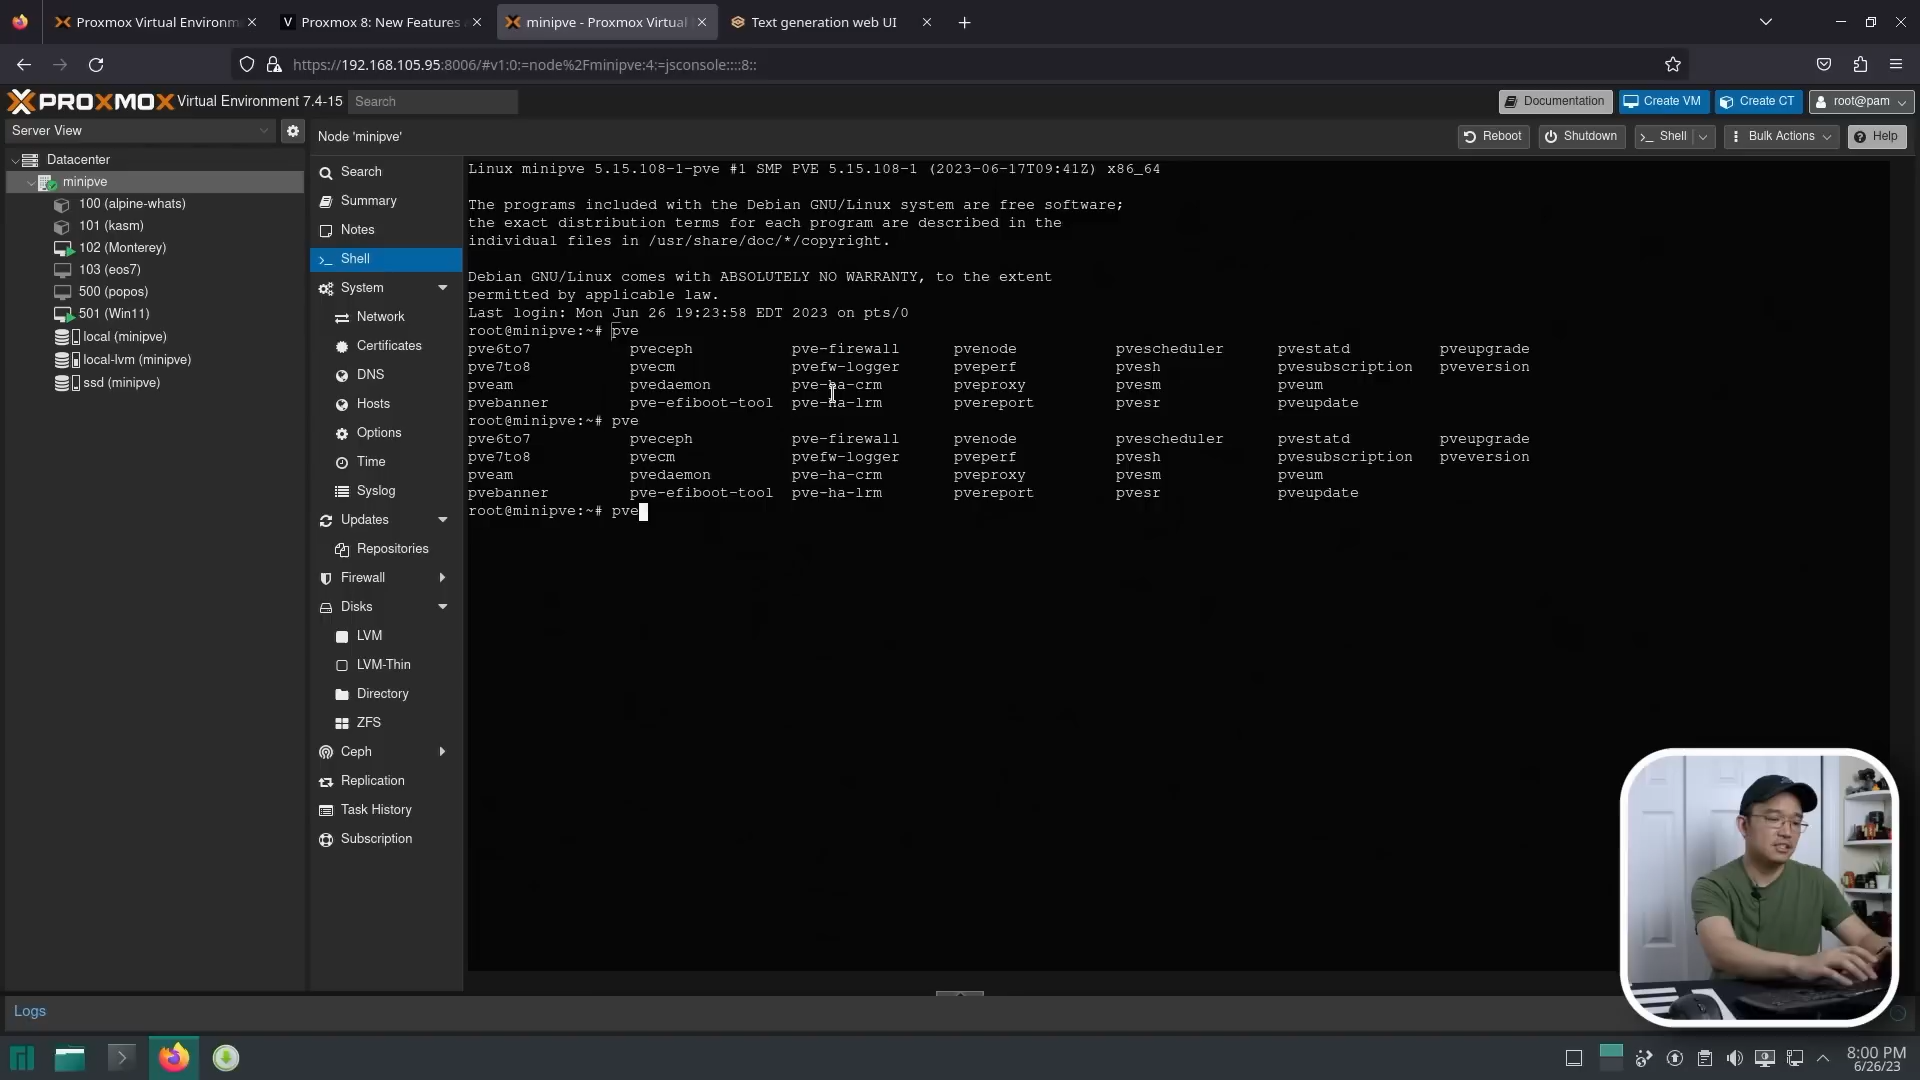 Proxmox Virtual Environm
Proxmox 8: New Features
minipve - Proxmox Virtual
Text generation web UI
https://192.168.105.95:8006/#v1:0:=node%2Fminipve:4:=jsconsole::::8::
PROXMOX Virtual Environment 7.4-15
Search
Documentation
Create VM
Create CT
root@pam
Server View
Node 'minipve'
Reboot
Shutdown
Shell
Bulk Actions
Help
Datacenter
minipve
100 (alpine-whats)
101 (kasm)
102 (Monterey)
103 (eos7)
500 (popos)
501 (Win11)
local (minipve)
local-lvm (minipve)
ssd (minipve)
Search
Summary
Notes
Shell
System
Network
Certificates
DNS
Hosts
Options
Time
Syslog
Updates
Repositories
Firewall
Disks
LVM
LVM-Thin
Directory
ZFS
Ceph
Replication
Task History
Subscription
Linux minipve 5.15.108-1-pve #1 SMP PVE 5.15.108-1 (2023-06-17T09:41Z) x86_64
The programs included with the Debian GNU/Linux system are free software;
the exact distribution terms for each program are described in the
individual files in /usr/share/doc/*/copyright.
Debian GNU/Linux comes with ABSOLUTELY NO WARRANTY, to the extent
permitted by applicable law.
Last login: Mon Jun 26 19:23:58 EDT 2023 on pts/0
root@minipve:~# pve
pve6to7 pveceph pve-firewall pvenode pvescheduler pvestatd pveupgrade
pve7to8 pvecm pvefw-logger pveperf pvesh pvesubscription pveversion
pveam pvedaemon pve-ha-crm pveproxy pvesm pveum
pvebanner pve-efiboot-tool pve-ha-lrm pvereport pvesr pveupdate
root@minipve:~# pve
pve6to7 pveceph pve-firewall pvenode pvescheduler pvestatd pveupgrade
pve7to8 pvecm pvefw-logger pveperf pvesh pvesubscription pveversion
pveam pvedaemon pve-ha-crm pveproxy pvesm pveum
pvebanner pve-efiboot-tool pve-ha-lrm pvereport pvesr pveupdate
root@minipve:~# pve
Logs
8:00 PM
6/26/23